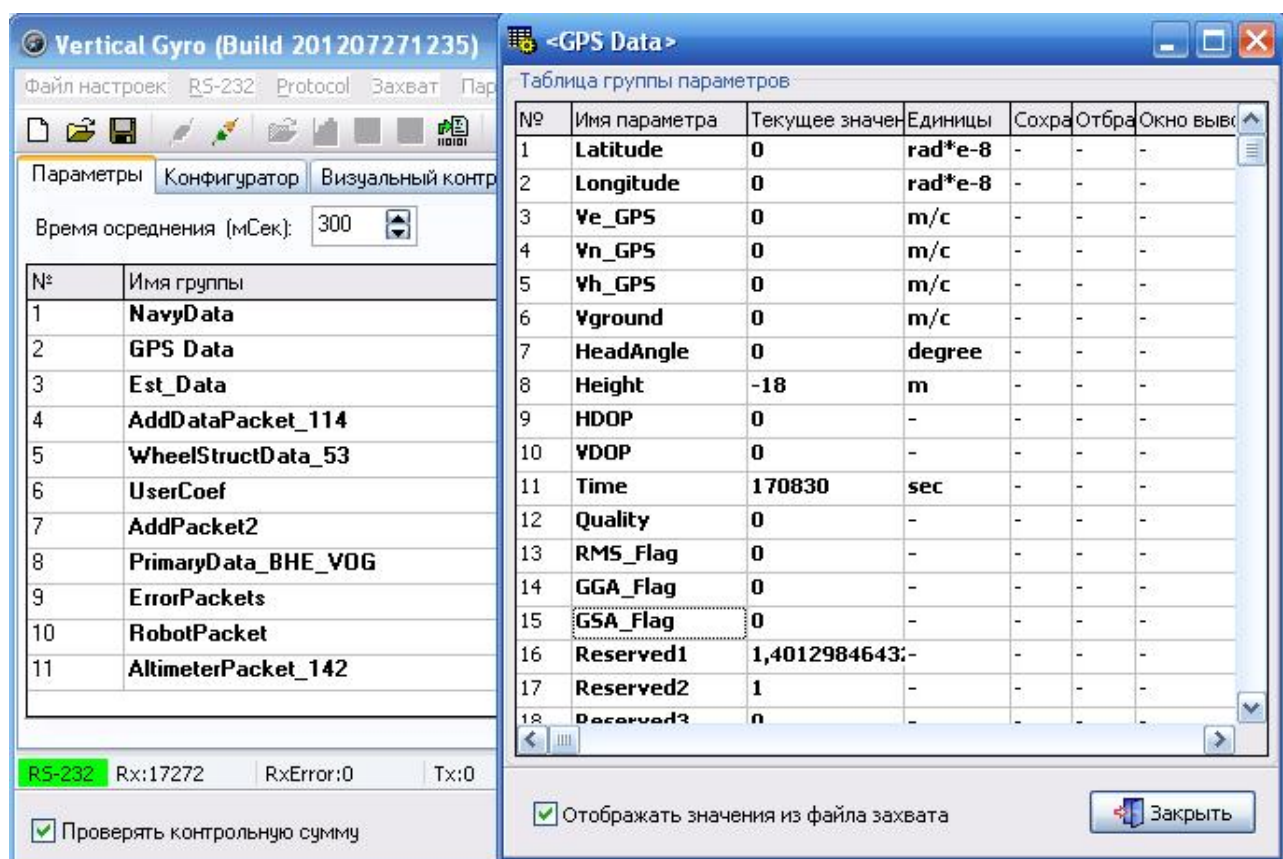 Vertical Gyro (Build 201207271235)
Файл настроек RS-232 Protocol Захват Пар
Параметры Конфигуратор Визуальный контр
Время осреднения (мСек): 300
№ Имя группы
1 NavyData
2 GPS Data
3 Est_Data
4 AddDataPacket_114
5 WheelStructData_53
6 UserCoef
7 AddPacket2
8 PrimaryData_BHE_VOG
9 ErrorPackets
10 RobotPacket
11 AltimeterPacket_142
RS-232 Rx:17272 RxError:0 Tx:0
Проверять контрольную сумму
<GPS Data>
Таблица группы параметров
№ Имя параметра Текущее значен Единицы Сохра Отбра Окно выво
1 Latitude 0 rad*e-8 - - -
2 Longitude 0 rad*e-8 - - -
3 Ve_GPS 0 m/c - - -
4 Vn_GPS 0 m/c - - -
5 Vh_GPS 0 m/c - - -
6 Vground 0 m/c - - -
7 HeadAngle 0 degree - - -
8 Height -18 m - - -
9 HDOP 0 - - - -
10 VDOP 0 - - - -
11 Time 170830 sec - - -
12 Quality 0 - - - -
13 RMS_Flag 0 - - - -
14 GGA_Flag 0 - - - -
15 GSA_Flag 0 - - - -
16 Reserved1 1,4012984643 - - - -
17 Reserved2 1 - - - -
18 Reserved3 0 - - - -
Отображать значения из файла захвата
Закрыть